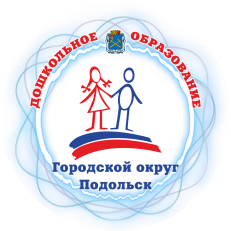 ДОШКОЛЬНОЕ ОБРАЗОВАНИЕ
Городской округ
Подольск